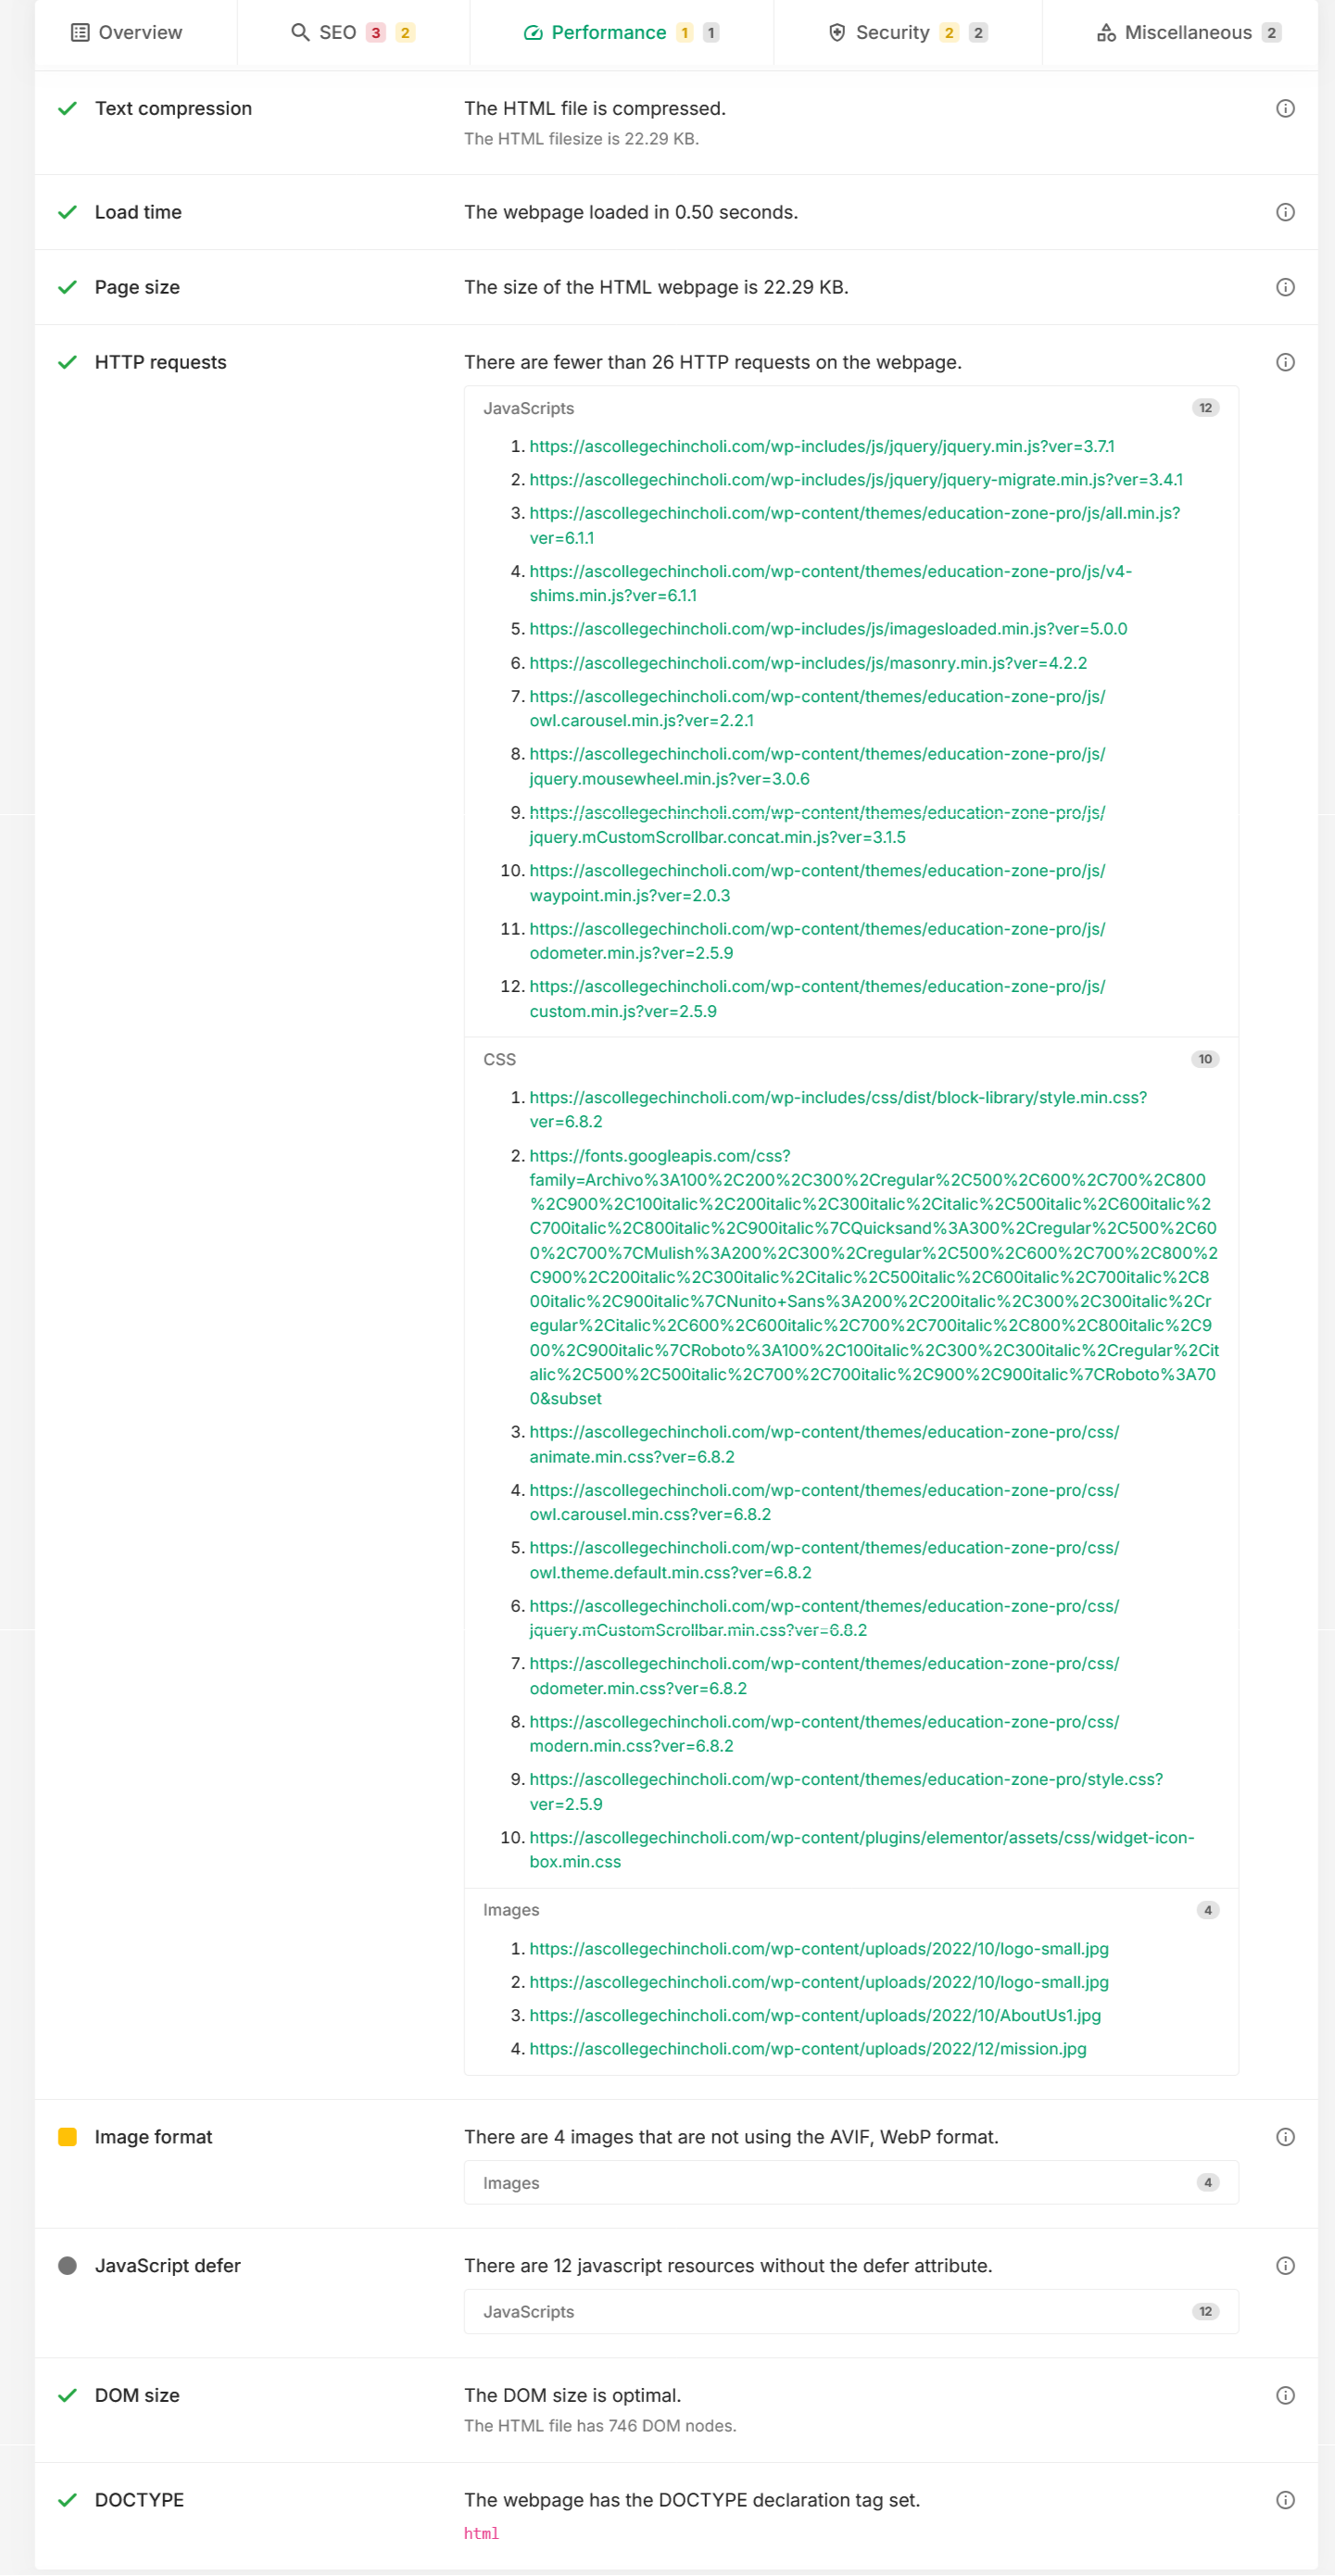 Overview SEO 3 2 Performance 1 1 Security 2 2 Miscellaneous 2
Text compression The HTML file is compressed.
The HTML filesize is 22.29 KB.
Load time The webpage loaded in 0.50 seconds.
Page size The size of the HTML webpage is 22.29 KB.
HTTP requests There are fewer than 26 HTTP requests on the webpage.
JavaScripts 12
1. https://ascollegechincholi.com/wp-includes/js/jquery/jquery.min.js?ver=3.7.1
2. https://ascollegechincholi.com/wp-includes/js/jquery/jquery-migrate.min.js?ver=3.4.1
3. https://ascollegechincholi.com/wp-content/themes/education-zone-pro/js/all.min.js?
ver=6.1.1
4. https://ascollegechincholi.com/wp-content/themes/education-zone-pro/js/v4-
shims.min.js?ver=6.1.1
5. https://ascollegechincholi.com/wp-includes/js/imagesloaded.min.js?ver=5.0.0
6. https://ascollegechincholi.com/wp-includes/js/masonry.min.js?ver=4.2.2
7. https://ascollegechincholi.com/wp-content/themes/education-zone-pro/js/
owl.carousel.min.js?ver=2.2.1
8. https://ascollegechincholi.com/wp-content/themes/education-zone-pro/js/
jquery.mousewheel.min.js?ver=3.0.6
9. https://ascollegechincholi.com/wp-content/themes/education-zone-pro/js/
jquery.mCustomScrollbar.concat.min.js?ver=3.1.5
10. https://ascollegechincholi.com/wp-content/themes/education-zone-pro/js/
waypoint.min.js?ver=2.0.3
11. https://ascollegechincholi.com/wp-content/themes/education-zone-pro/js/
odometer.min.js?ver=2.5.9
12. https://ascollegechincholi.com/wp-content/themes/education-zone-pro/js/
custom.min.js?ver=2.5.9
CSS 10
1. https://ascollegechincholi.com/wp-includes/css/dist/block-library/style.min.css?
ver=6.8.2
2. https://fonts.googleapis.com/css?
family=Archivo%3A100%2C200%2C300%2Cregular%2C500%2C600%2C700%2C800
%2C900%2C100italic%2C200italic%2C300italic%2Citalic%2C500italic%2C600italic%2
C700italic%2C800italic%2C900italic%7CQuicksand%3A300%2Cregular%2C500%2C60
0%2C700%7CMulish%3A200%2C300%2Cregular%2C500%2C600%2C700%2C800%2
C900%2C200italic%2C300italic%2Citalic%2C500italic%2C600italic%2C700italic%2C8
00italic%2C900italic%7CNunito+Sans%3A200%2C200italic%2C300%2C300italic%2Cr
egular%2Citalic%2C600%2C600italic%2C700%2C700italic%2C800%2C800italic%2C9
00%2C900italic%7CRoboto%3A100%2C100italic%2C300%2C300italic%2Cregular%2Cit
alic%2C500%2C500italic%2C700%2C700italic%2C900%2C900italic%7CRoboto%3A70
0&subset
3. https://ascollegechincholi.com/wp-content/themes/education-zone-pro/css/
animate.min.css?ver=6.8.2
4. https://ascollegechincholi.com/wp-content/themes/education-zone-pro/css/
owl.carousel.min.css?ver=6.8.2
5. https://ascollegechincholi.com/wp-content/themes/education-zone-pro/css/
owl.theme.default.min.css?ver=6.8.2
6. https://ascollegechincholi.com/wp-content/themes/education-zone-pro/css/
jquery.mCustomScrollbar.min.css?ver=6.8.2
7. https://ascollegechincholi.com/wp-content/themes/education-zone-pro/css/
odometer.min.css?ver=6.8.2
8. https://ascollegechincholi.com/wp-content/themes/education-zone-pro/css/
modern.min.css?ver=6.8.2
9. https://ascollegechincholi.com/wp-content/themes/education-zone-pro/style.css?
ver=2.5.9
10. https://ascollegechincholi.com/wp-content/plugins/elementor/assets/css/widget-icon-
box.min.css
Images 4
1. https://ascollegechincholi.com/wp-content/uploads/2022/10/logo-small.jpg
2. https://ascollegechincholi.com/wp-content/uploads/2022/10/logo-small.jpg
3. https://ascollegechincholi.com/wp-content/uploads/2022/10/AboutUs1.jpg
4. https://ascollegechincholi.com/wp-content/uploads/2022/12/mission.jpg
Image format There are 4 images that are not using the AVIF, WebP format.
Images 4
JavaScript defer There are 12 javascript resources without the defer attribute.
JavaScripts 12
DOM size The DOM size is optimal.
The HTML file has 746 DOM nodes.
DOCTYPE The webpage has the DOCTYPE declaration tag set.
html